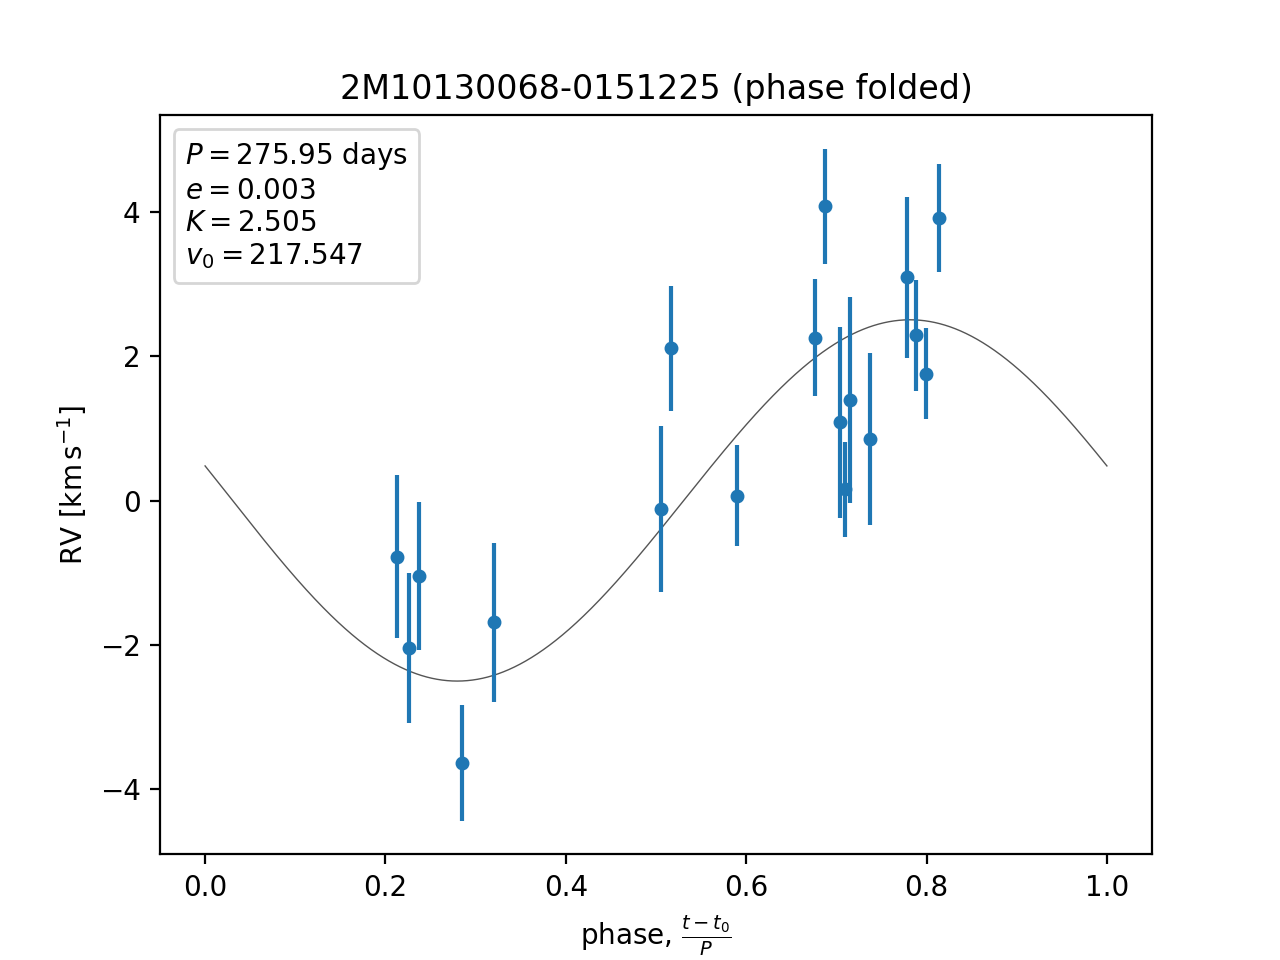 2M10130068-0151225 (phase folded)
P = 275.95 days
e = 0.003
K = 2.505
v₀ = 217.547
4
2
0
−2
−4
RV [km s⁻¹]
0.0 0.2 0.4 0.6 0.8 1.0
phase, (t − t₀)/P